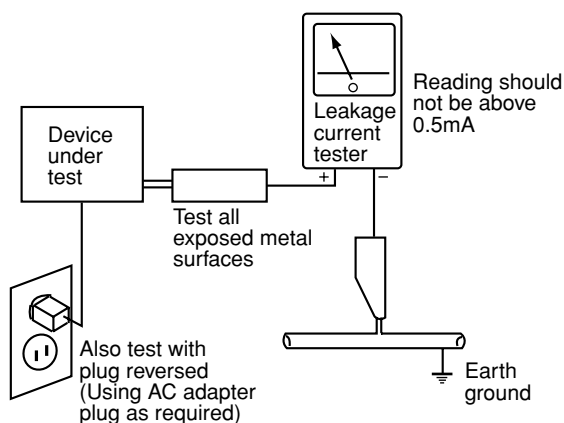 Device
under
test
Leakage
current
tester
+ −
Reading should
not be above
0.5mA
Test all
exposed metal
surfaces
Also test with
plug reversed
(Using AC adapter
plug as required)
Earth
ground